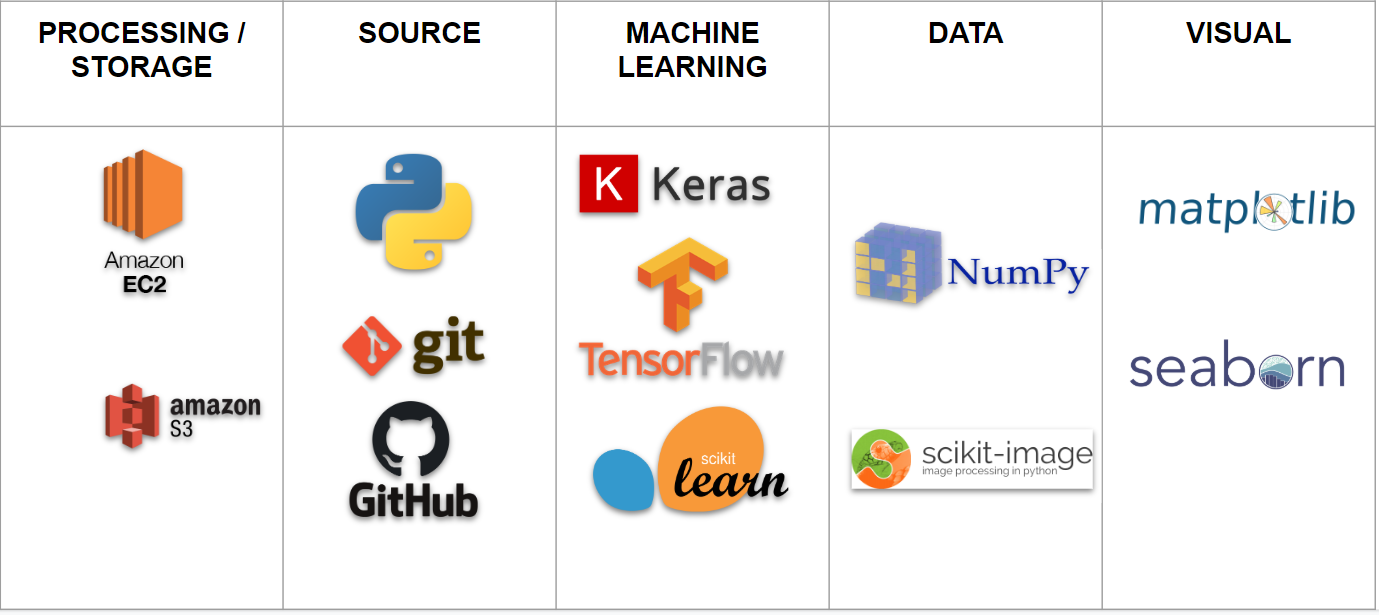 PROCESSING /
STORAGE
SOURCE
MACHINE
LEARNING
DATA
VISUAL
Amazon
EC2
amazon
S3
git
GitHub
K Keras
TensorFlow
scikit
learn
NumPy
scikit-image
image processing in python
matplotlib
seaborn